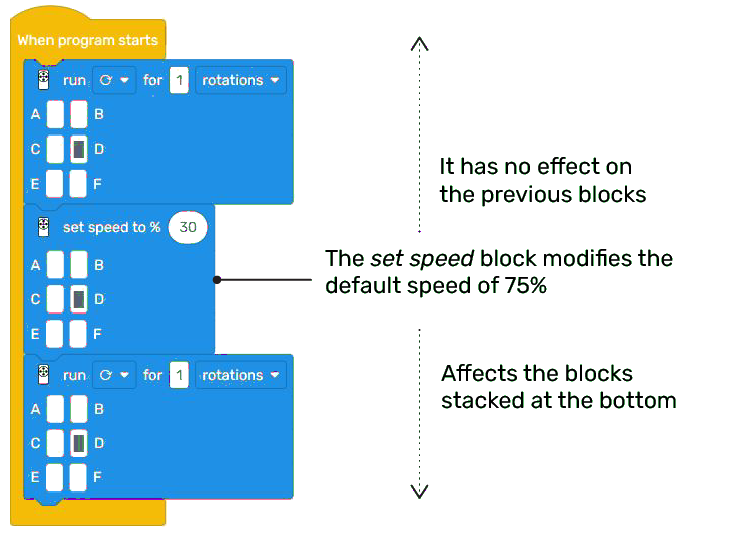 When program starts
run for 1 rotations
A B
C D
E F
set speed to % 30
A B
C D
E F
run for 1 rotations
A B
C D
E F
It has no effect on
the previous blocks
The set speed block modifies the
default speed of 75%
Affects the blocks
stacked at the bottom